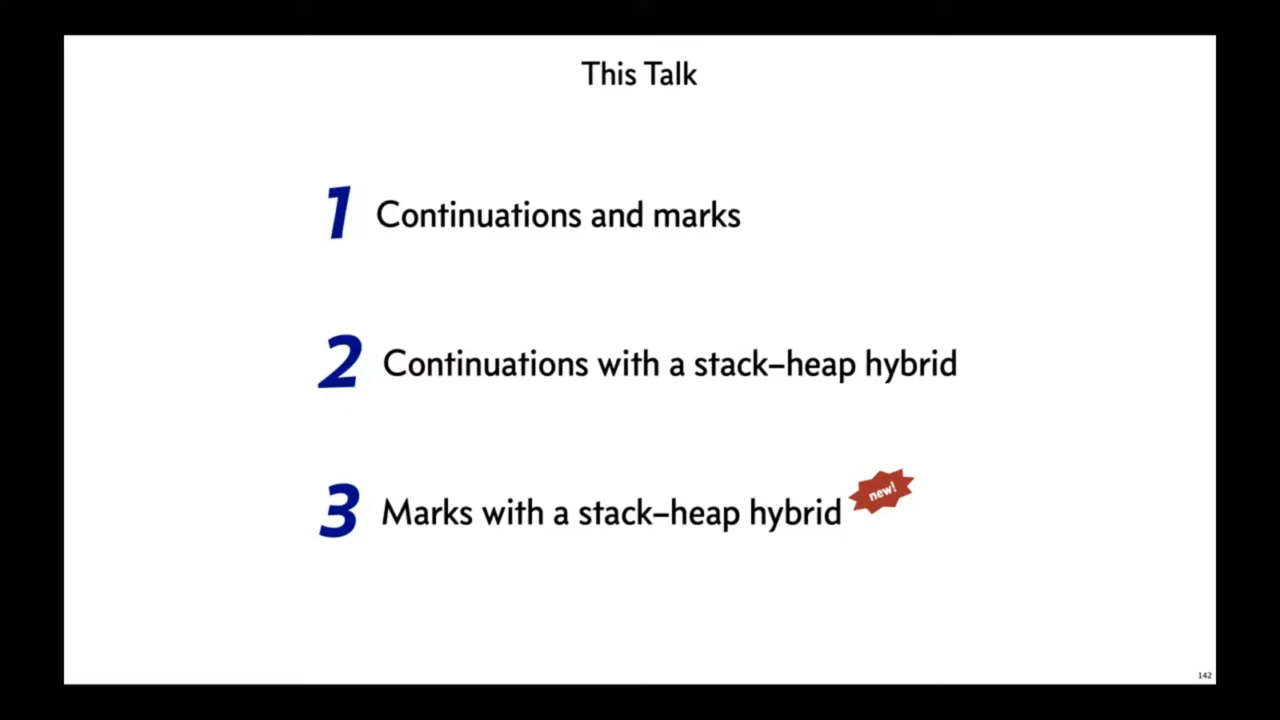 This Talk
1 Continuations and marks
2 Continuations with a stack–heap hybrid
3 Marks with a stack–heap hybrid new!
142